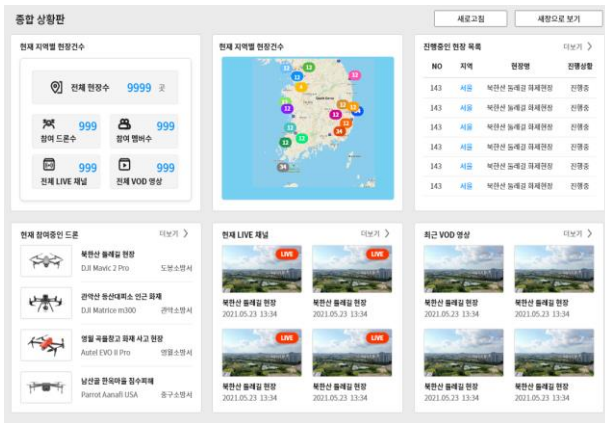 종합 상황판
새로고침
새창으로 보기
현재 지역별 현장건수
전체 현장수 9999 곳
999
참여 드론수
999
참여 멤버수
999
전체 LIVE 채널
999
전체 VOD 영상
현재 지역별 현장건수
12
12
12
12
12
12
12
34
12
12
34
12
12
34
진행중인 현장 목록
더보기 >
NO 지역 현장명 진행상황
143 서울 북한산 둘레길 화재현장 진행중
143 서울 북한산 둘레길 화재현장 진행중
143 서울 북한산 둘레길 화재현장 진행중
143 서울 북한산 둘레길 화재현장 진행중
143 서울 북한산 둘레길 화재현장 진행중
143 서울 북한산 둘레길 화재현장 진행중
현재 참여중인 드론
더보기 >
북한산 둘레길 현장
DJI Mavic 2 Pro 도봉소방서
관악산 등산대피소 인근 화재
DJI Matrice m300 관악소방서
영월 곡물창고 화재 사고 현장
Autel EVO II Pro 영월소방서
남산골 한옥마을 침수피해
Parrot Aanafi USA 중구소방서
현재 LIVE 채널
더보기 >
LIVE
LIVE
북한산 둘레길 현장
2021.05.23 13:34
북한산 둘레길 현장
2021.05.23 13:34
LIVE
LIVE
북한산 둘레길 현장
2021.05.23 13:34
북한산 둘레길 현장
2021.05.23 13:34
최근 VOD 영상
더보기 >
북한산 둘레길 현장
2021.05.23 13:34
북한산 둘레길 현장
2021.05.23 13:34
북한산 둘레길 현장
2021.05.23 13:34
북한산 둘레길 현장
2021.05.23 13:34